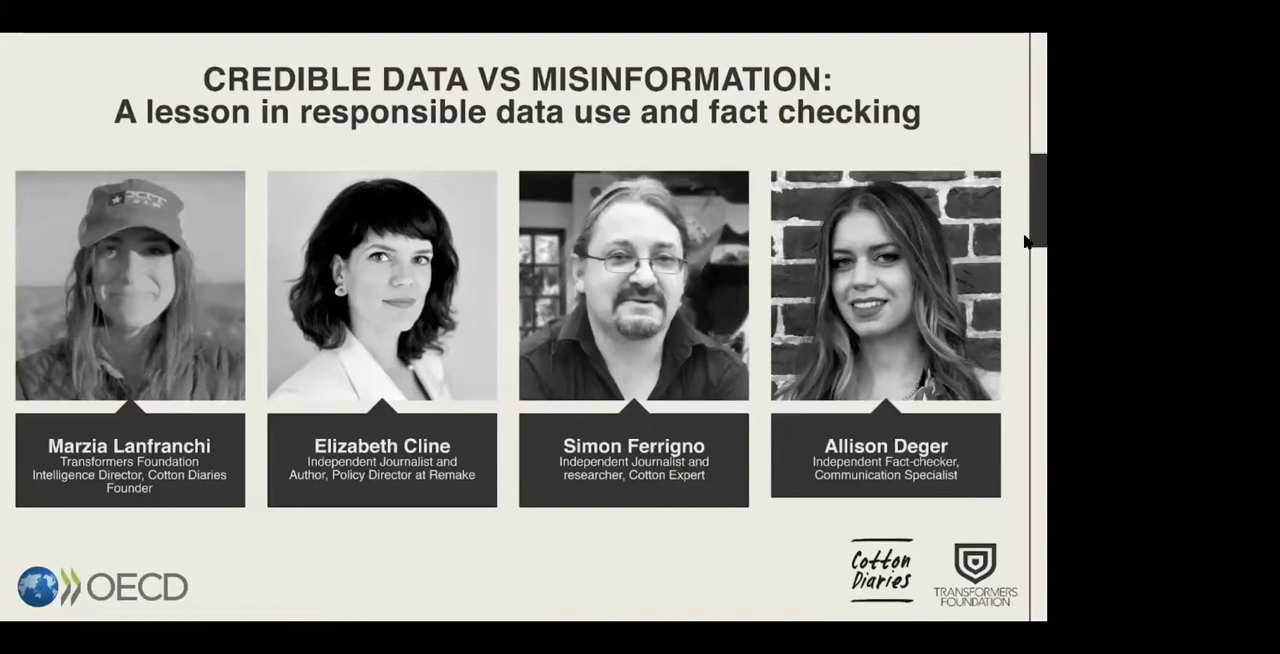 CREDIBLE DATA VS MISINFORMATION:
A lesson in responsible data use and fact checking
Marzia Lanfranchi
Transformers Foundation
Intelligence Director, Cotton Diaries
Founder
Elizabeth Cline
Independent Journalist and
Author, Policy Director at Remake
Simon Ferrigno
Independent Journalist and
researcher, Cotton Expert
Allison Deger
Independent Fact-checker,
Communication Specialist
OECD
Cotton
Diaries
TRANSFORMERS
FOUNDATION